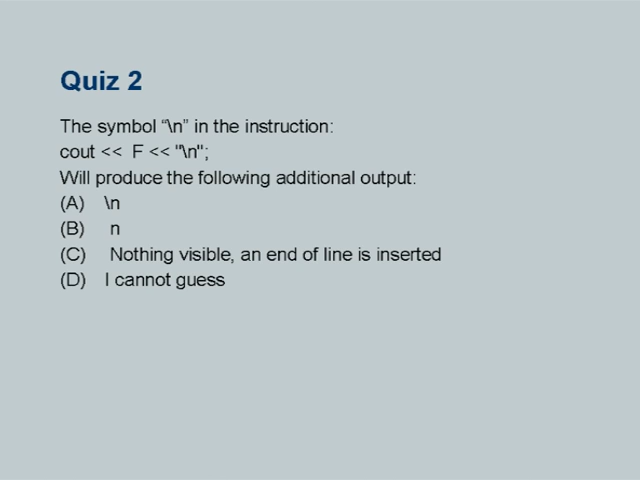 Quiz 2
The symbol “\n” in the instruction:
cout << F << "\n";
Will produce the following additional output:
(A) \n
(B) n
(C) Nothing visible, an end of line is inserted
(D) I cannot guess